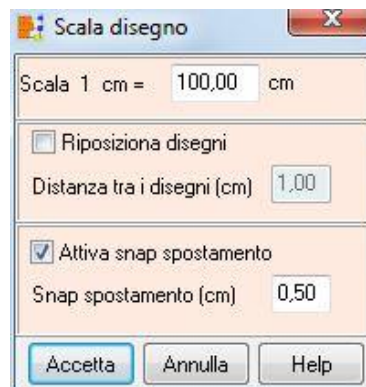 Scala disegno
Scala 1 cm = 100,00 cm
Riposiziona disegni
Distanza tra i disegni (cm) 1,00
Attiva snap spostamento
Snap spostamento (cm) 0,50
Accetta Annulla Help